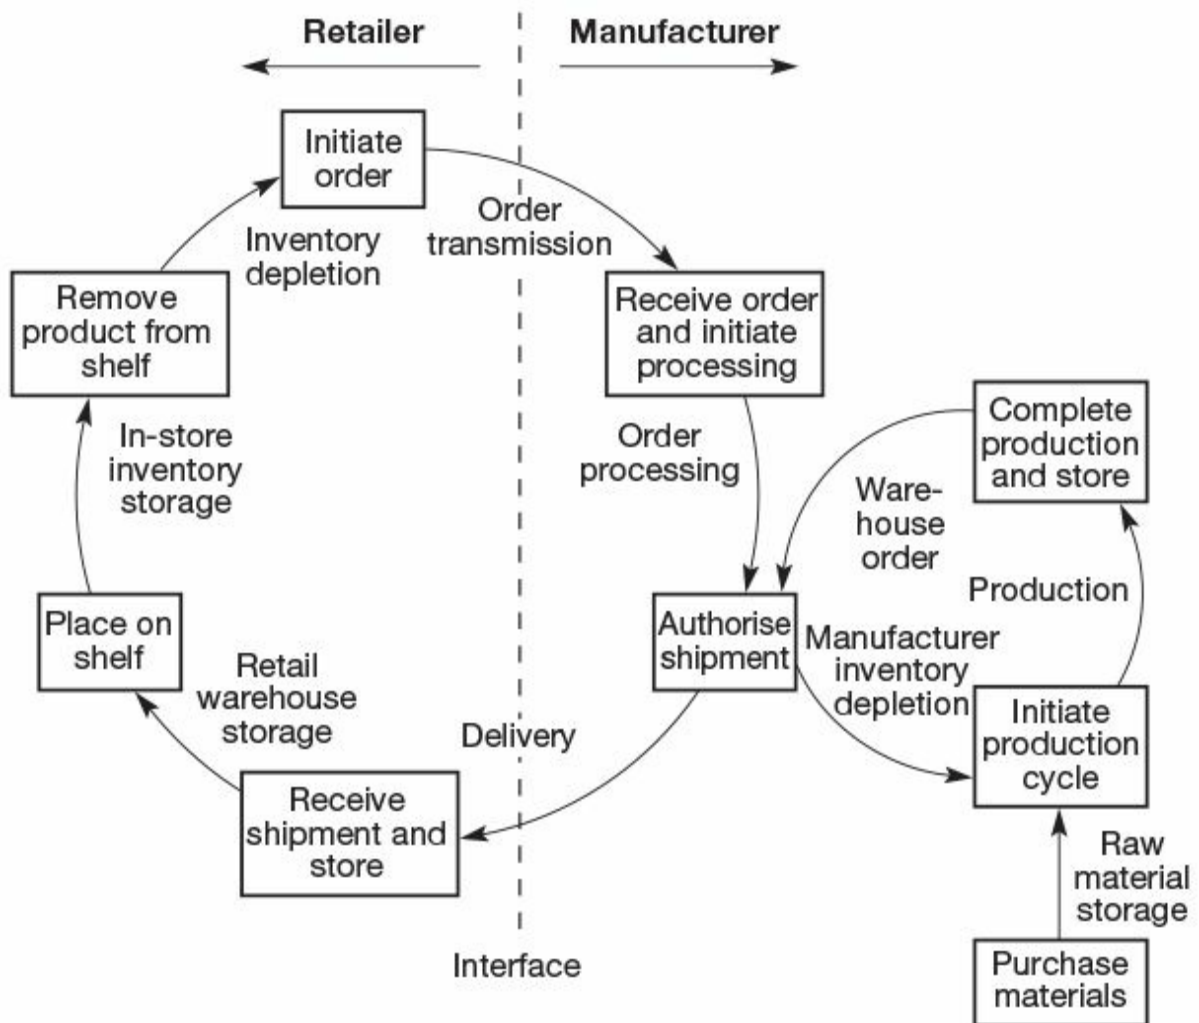 Retailer
Manufacturer
Initiate
order
Order
transmission
Inventory
depletion
Remove
product from
shelf
Receive order
and initiate
processing
In-store
inventory
storage
Order
processing
Complete
production
and store
Ware-
house
order
Production
Place on
shelf
Authorise
shipment
Manufacturer
inventory
depletion
Retail
warehouse
storage
Delivery
Initiate
production
cycle
Receive
shipment and
store
Raw
material
storage
Interface
Purchase
materials